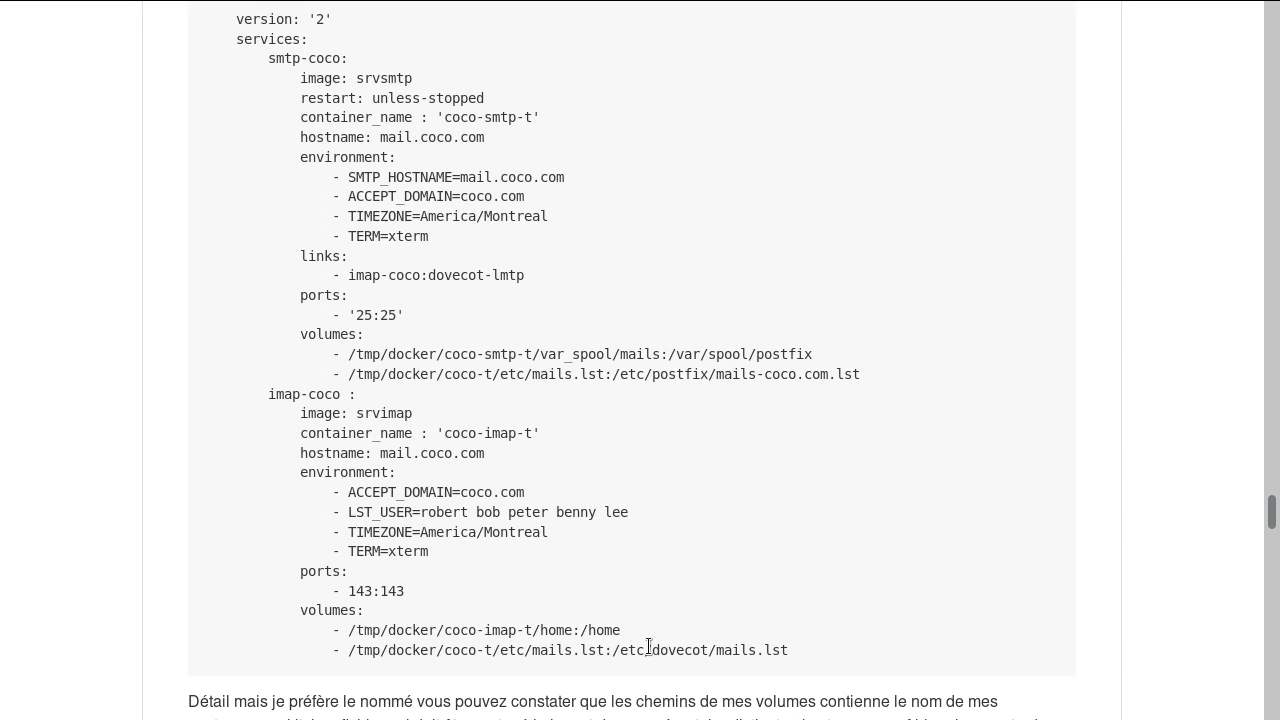 version: '2'
services:
smtp-coco:
image: srvsmtp
restart: unless-stopped
container_name : 'coco-smtp-t'
hostname: mail.coco.com
environment:
- SMTP_HOSTNAME=mail.coco.com
- ACCEPT_DOMAIN=coco.com
- TIMEZONE=America/Montreal
- TERM=xterm
links:
- imap-coco:dovecot-lmtp
ports:
- '25:25'
volumes:
- /tmp/docker/coco-smtp-t/var_spool/mails:/var/spool/postfix
- /tmp/docker/coco-t/etc/mails.lst:/etc/postfix/mails-coco.com.lst
imap-coco :
image: srvimap
container_name : 'coco-imap-t'
hostname: mail.coco.com
environment:
- ACCEPT_DOMAIN=coco.com
- LST_USER=robert bob peter benny lee
- TIMEZONE=America/Montreal
- TERM=xterm
ports:
- 143:143
volumes:
- /tmp/docker/coco-imap-t/home:/home
- /tmp/docker/coco-t/etc/mails.lst:/etc/dovecot/mails.lst
Détail mais je préfère le nommé vous pouvez constater que les chemins de mes volumes contienne le nom de mes